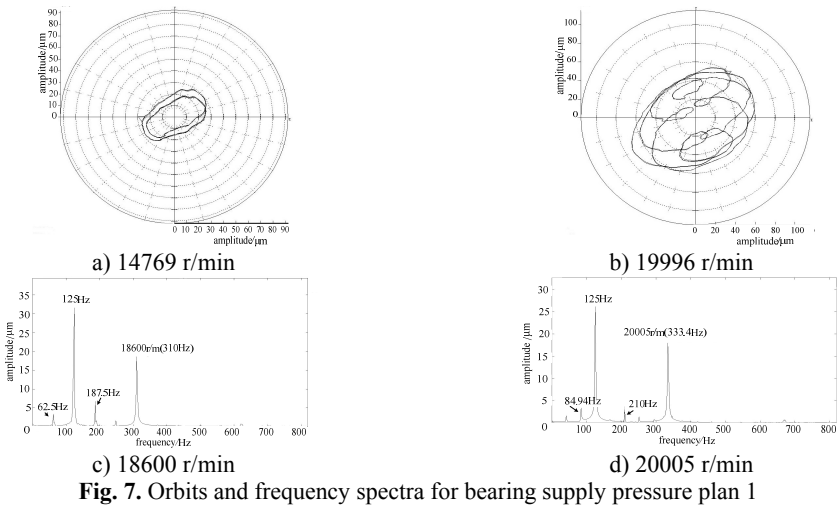 90
80
70
60
50
40
30
20
10
0
amplitude/μm
0 10 20 30 40 50 60 70 80 90
amplitude/μm
a) 14769 r/min
100
80
60
40
20
0
amplitude/μm
0 20 40 60 80 100
amplitude/μm
b) 19996 r/min
35
30
25
20
15
10
5
amplitude/μm
125Hz
18600r/m(310Hz)
62.5Hz
187.5Hz
0 100 200 300 400 500 600 700 800
frequency/Hz
c) 18600 r/min
30
25
20
15
10
5
amplitude/μm
125Hz
20005r/m(333.4Hz)
84.94Hz
210Hz
0 100 200 300 400 500 600 700 800
frequency/Hz
d) 20005 r/min
Fig. 7. Orbits and frequency spectra for bearing supply pressure plan 1